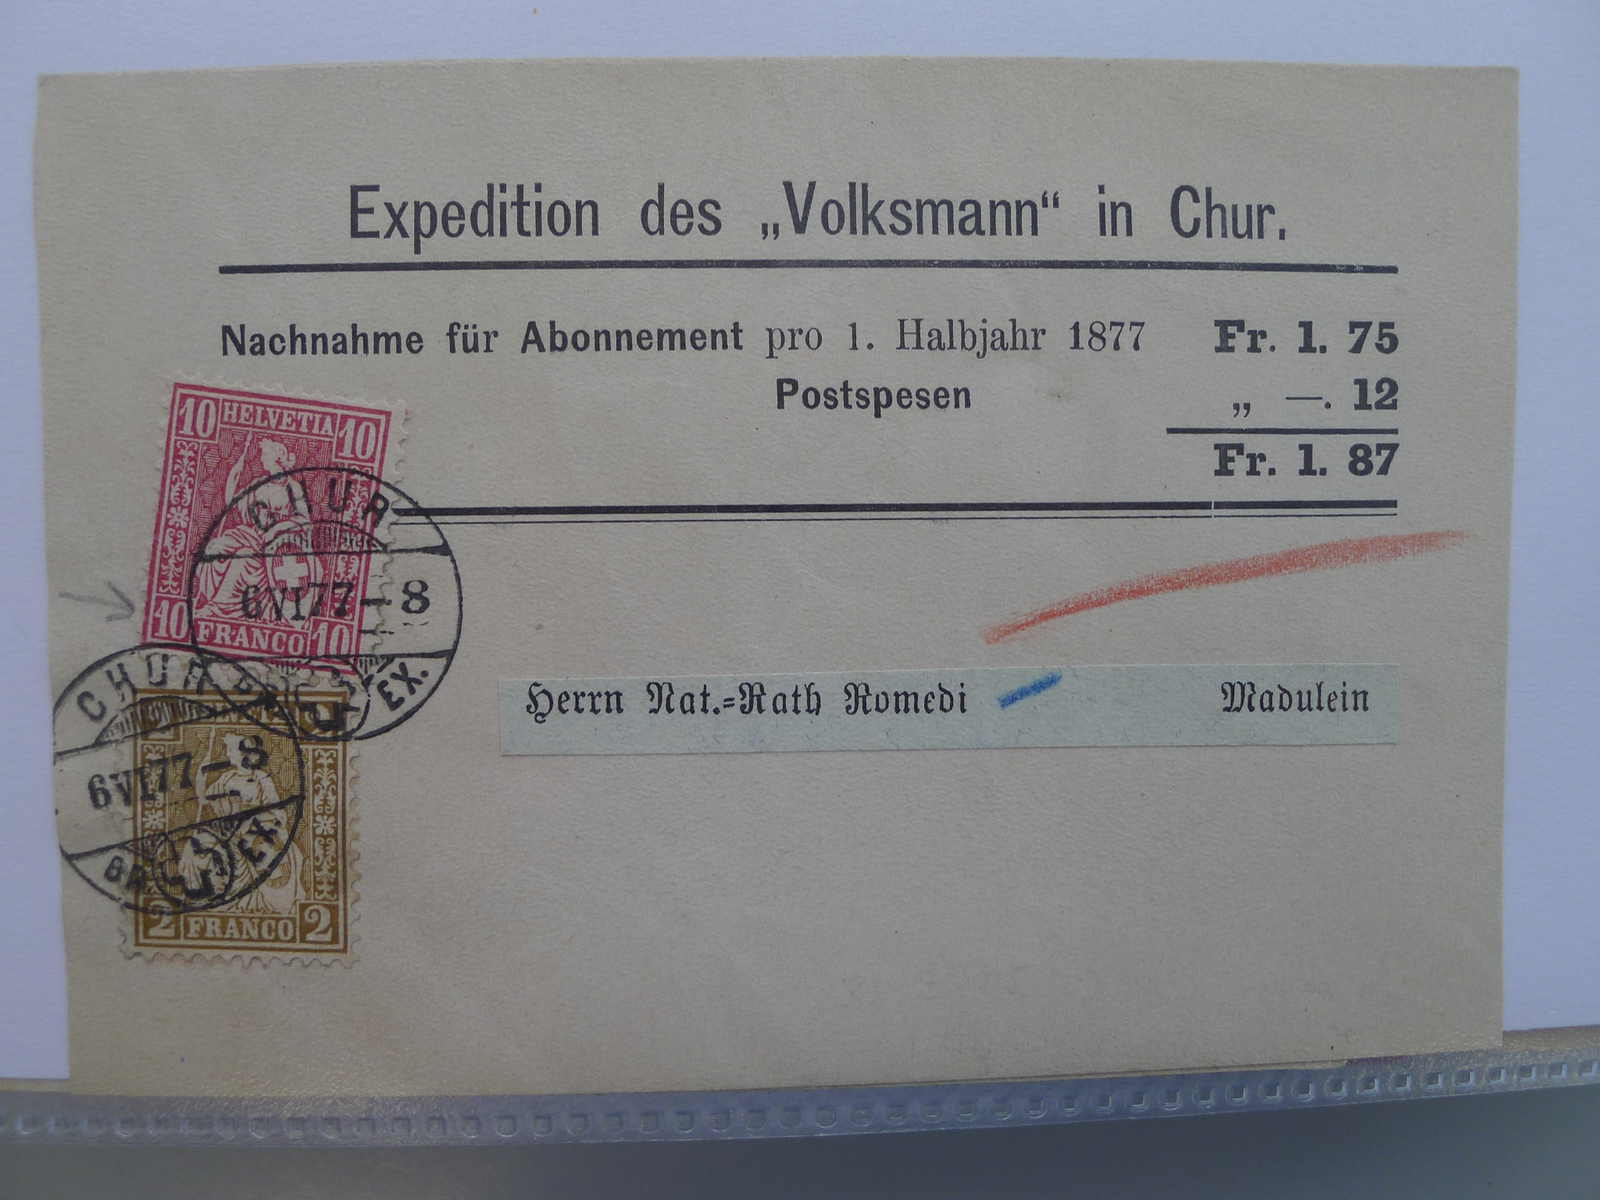 Expedition des „Volksmann“ in Chur.
Nachnahme für Abonnement pro 1. Halbjahr 1877 Fr. 1. 75
Postspesen „ —. 12
Fr. 1. 87
10 HELVETIA 10
CHUR
6 VI 77 – 8
10 FRANCO 10
EX.
Herrn Nat.=Rath Romedi Madulein
CHUR
6 VI 77 – 8
BR. EX.
2 FRANCO 2